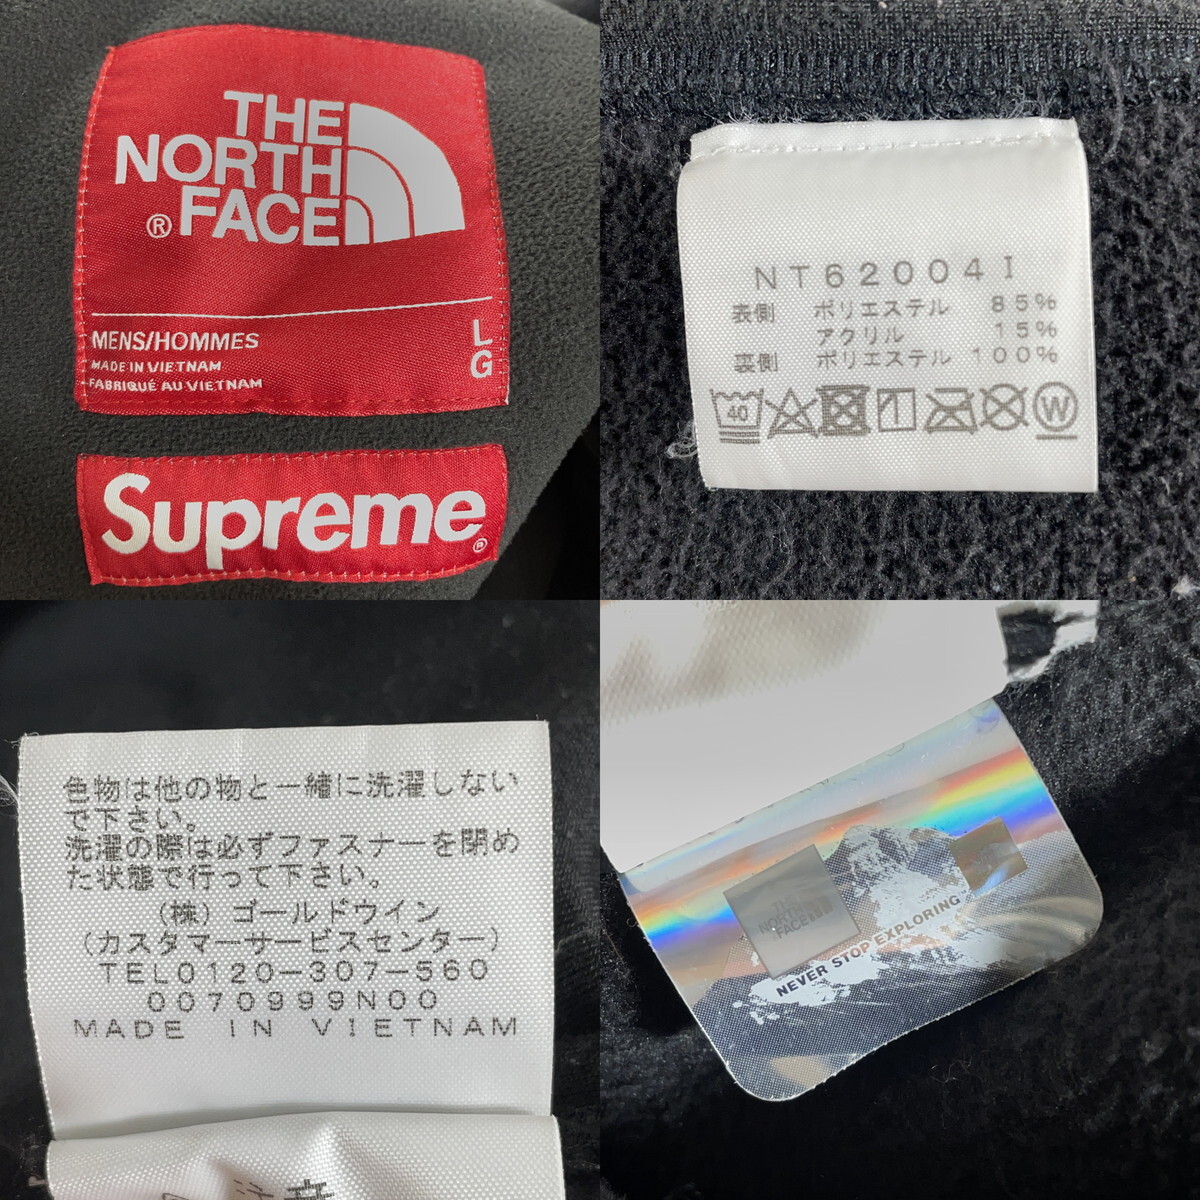 THE
NORTH
® FACE
MENS/HOMMES
L
G
MADE IN VIETNAM
FABRIQUÉ AU VIETNAM
Supreme®
NT62004I
表側 ポリエステル 85%
アクリル 15%
裏側 ポリエステル 100%
40
W
色物は他の物と一緒に洗濯しない
で下さい。
洗濯の際は必ずファスナーを閉め
た状態で行って下さい。
(株)ゴールドウイン
(カスタマーサービスセンター)
TEL0120-307-560
0070999N00
MADE IN VIETNAM
THE
NORTH
FACE
NEVER STOP EXPLORING